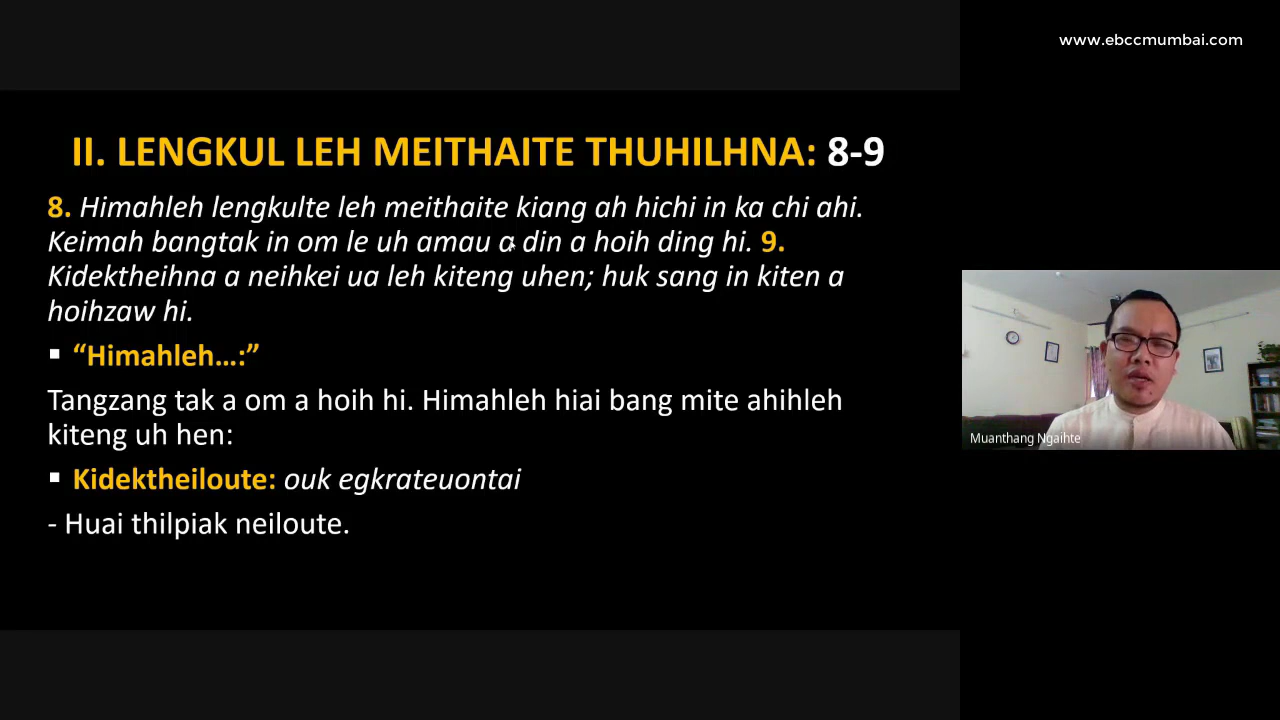 www.ebccmumbai.com
II. LENGKUL LEH MEITHAITE THUHILHNA: 8-9
8. Himahleh lengkulte leh meithaite kiang ah hichi in ka chi ahi.
Keimah bangtak in om le uh amau a din a hoih ding hi. 9.
Kidektheihna a neihkei ua leh kiteng uhen; huk sang in kiten a
hoihzaw hi.
▪ “Himahleh...:”
Tangzang tak a om a hoih hi. Himahleh hiai bang mite ahihleh
kiteng uh hen:
▪ Kidektheiloute: ouk egkrateuontai
- Huai thilpiak neiloute.
Muanthang Ngaihte